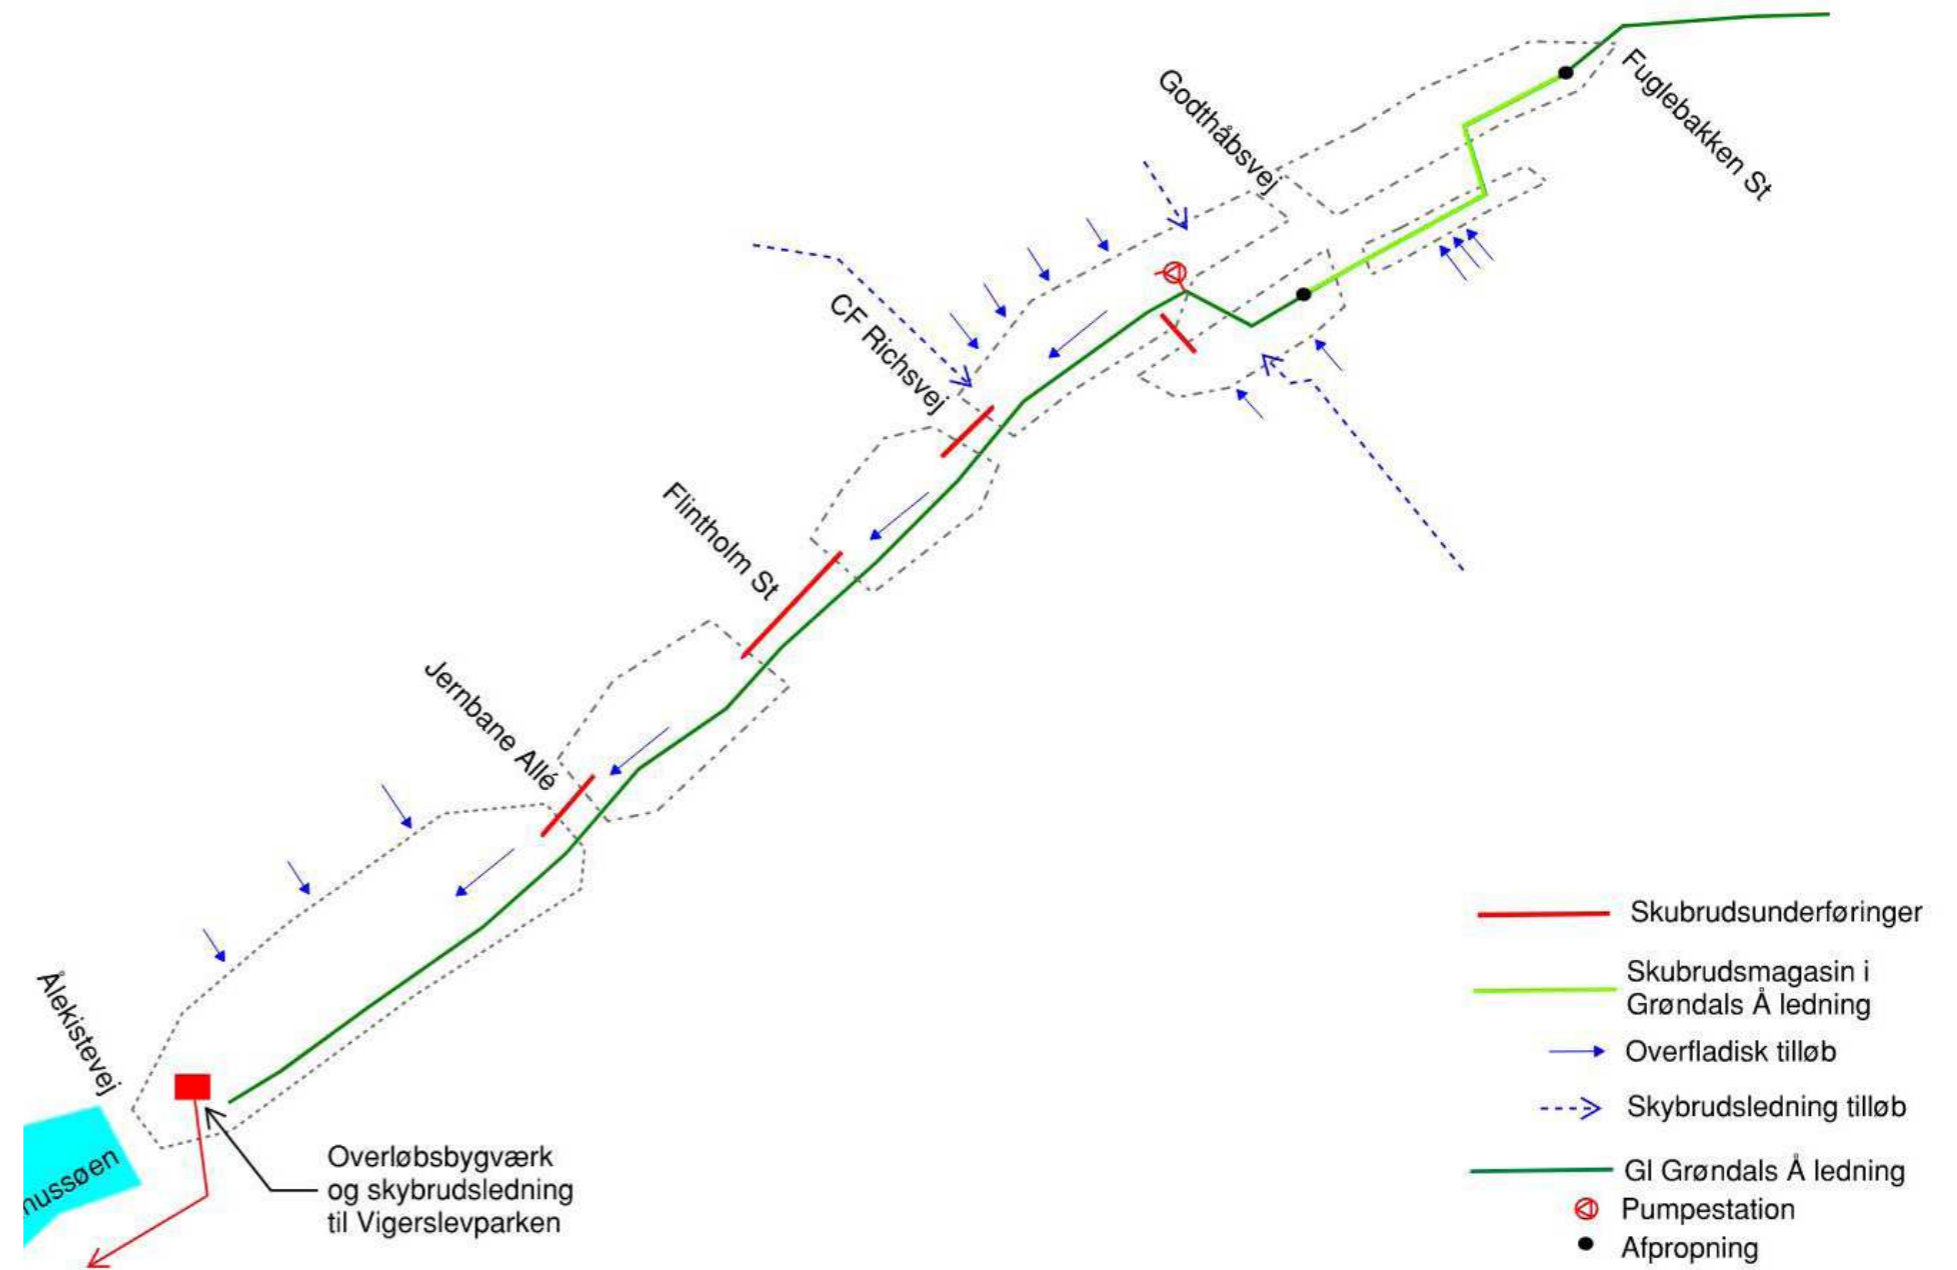 Fuglebakken St
Godthåbsvej
CF Richsvej
Flintholm St
Jernbane Allé
Ålekistevej
nussøen
Overløbsbygværk
og skybrudsledning
til Vigerslevparken
Skubrudsunderføringer
Skubrudsmagasin i
Grøndals Å ledning
Overfladisk tilløb
Skybrudsledning tilløb
Gl Grøndals Å ledning
Pumpestation
Afpropning